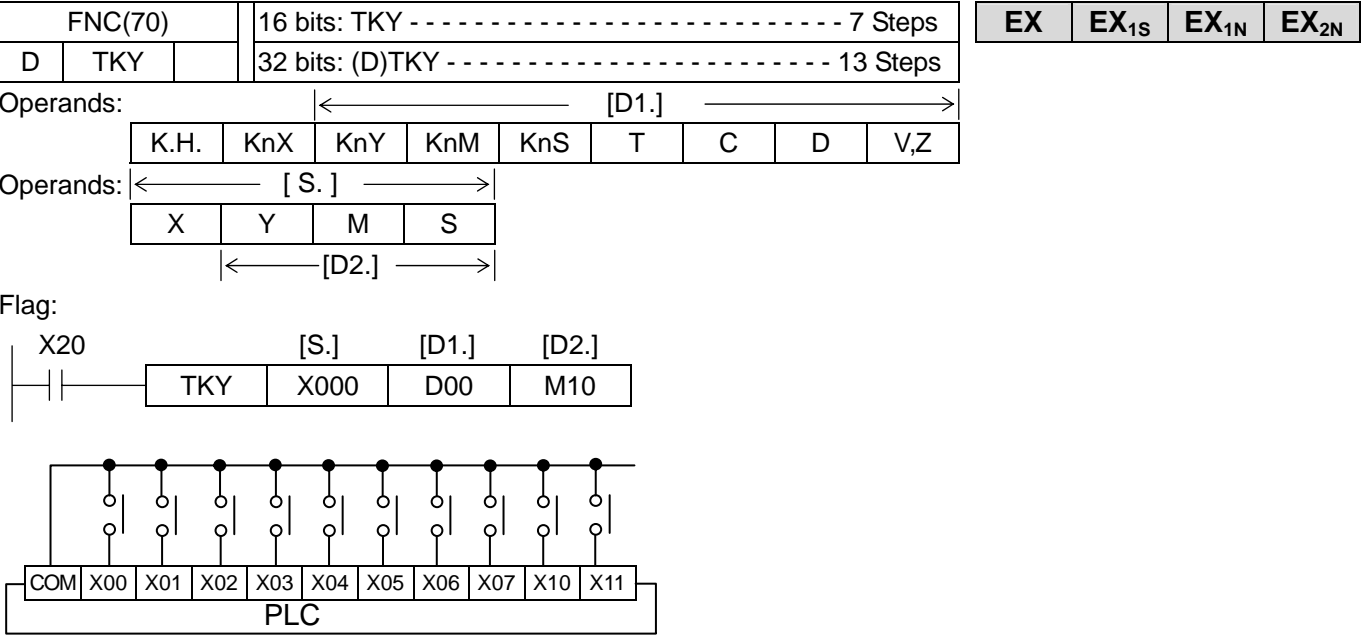 FNC(70) 16 bits: TKY - - - - - - - - - - - - - - - - - - - - - - - - - - - 7 Steps EX EX1S EX1N EX2N
D TKY 32 bits: (D)TKY - - - - - - - - - - - - - - - - - - - - - - - - 13 Steps
Operands: [D1.]
K.H. KnX KnY KnM KnS T C D V,Z
Operands: [ S. ]
X Y M S
[D2.]
Flag:
X20 [S.] [D1.] [D2.]
TKY X000 D00 M10
COM X00 X01 X02 X03 X04 X05 X06 X07 X10 X11
PLC